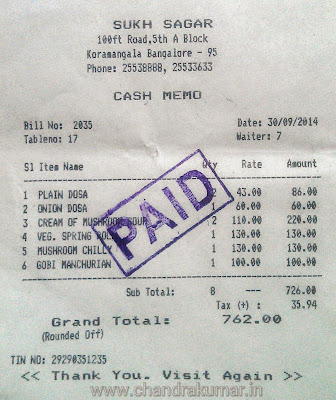 SUKH SAGAR
100ft Road,5th A Block
Koramangala Bangalore - 95
Phone: 25538888, 25533633
CASH MEMO
Bill No: 2035 Date: 30/09/2014
Tableno: 17 Waiter: 7
Sl Item Name Qty Rate Amount
1 PLAIN DOSA 2 43.00 86.00
2 ONION DOSA 1 60.00 60.00
3 CREAM OF MUSHROOM SOUP 2 110.00 220.00
4 VEG. SPRING ROLL 1 130.00 130.00
5 MUSHROOM CHILLY 1 130.00 130.00
6 GOBI MANCHURIAN 1 100.00 100.00
PAID
Sub Total: 8 --- 726.00
Tax (+) : 35.94
Grand Total: 762.00
(Rounded Off)
TIN NO: 29290351235
<< Thank You. Visit Again >>
www.chandrakumar.in